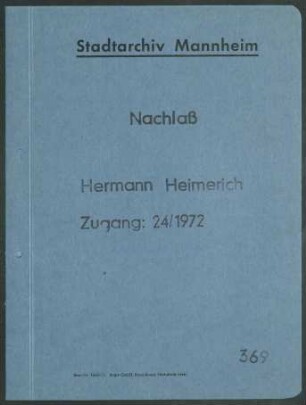 Stadtarchiv Mannheim
Nachlaß
Hermann Heimerich
Zugang: 24/1972
369